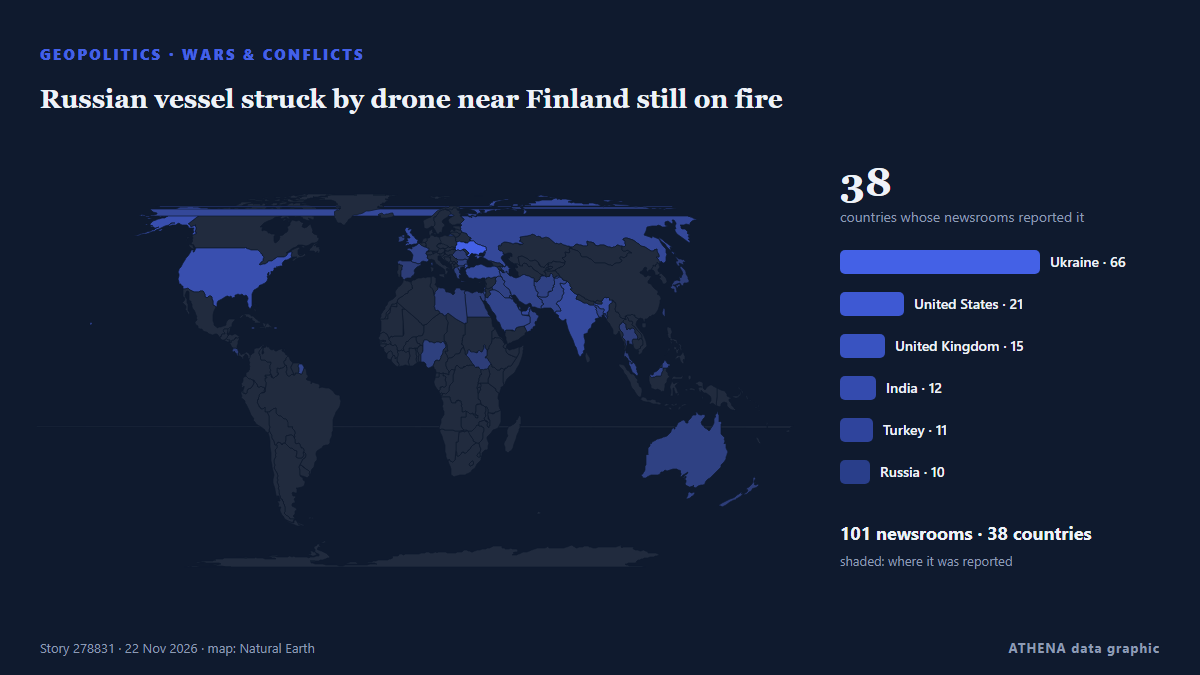 GEOPOLITICS · WARS & CONFLICTS
Russian vessel struck by drone near Finland still on fire
38
countries whose newsrooms reported it
Ukraine · 66
United States · 21
United Kingdom · 15
India · 12
Turkey · 11
Russia · 10
101 newsrooms · 38 countries
shaded: where it was reported
Story 278831 · 22 Nov 2026 · map: Natural Earth
ATHENA data graphic